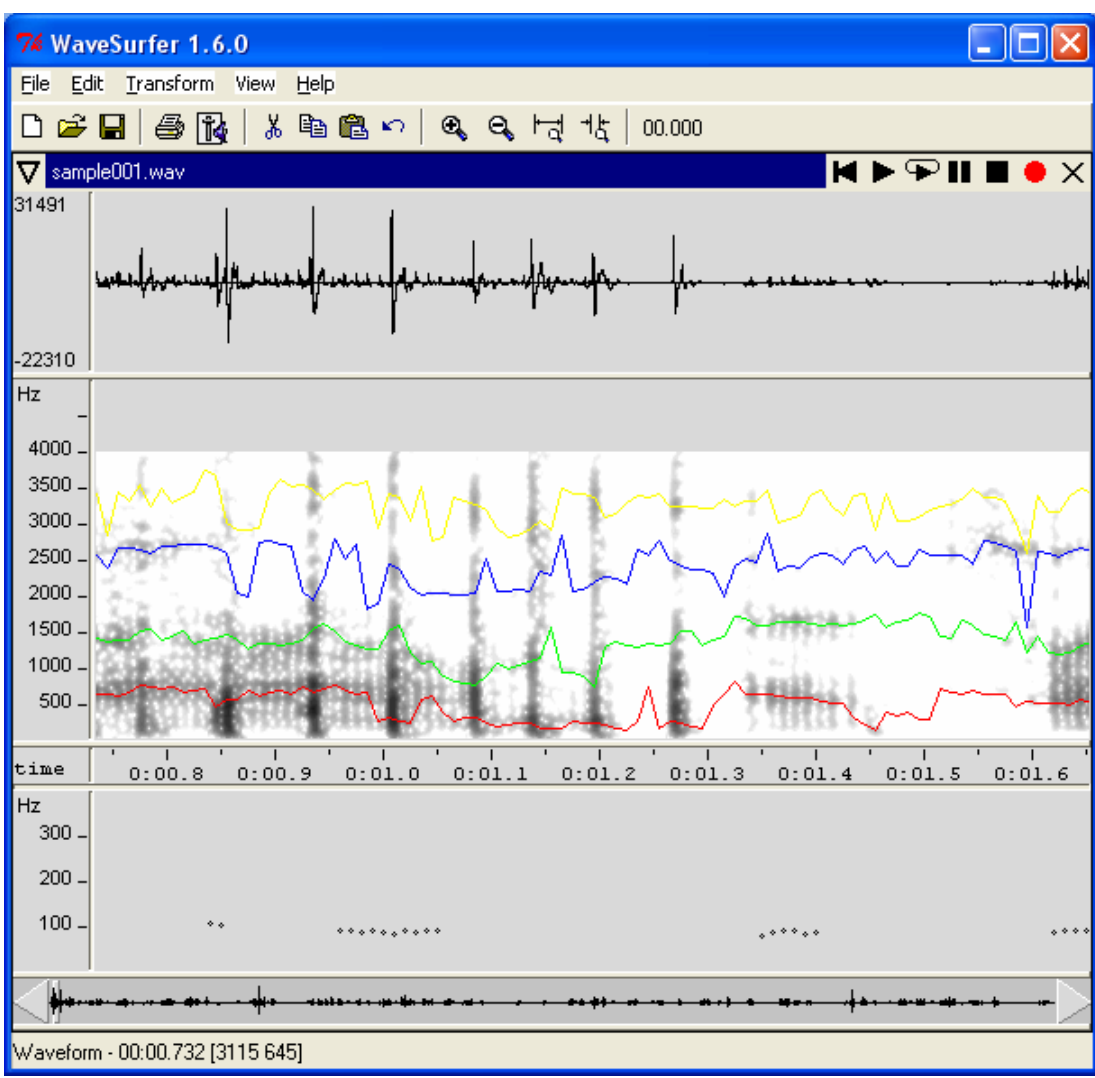 WaveSurfer 1.6.0
File Edit Transform View Help
00.000
sample001.wav
31491
-22310
Hz
4000
3500
3000
2500
2000
1500
1000
500
time 0:00.8 0:00.9 0:01.0 0:01.1 0:01.2 0:01.3 0:01.4 0:01.5 0:01.6
Hz
300
200
100
Waveform - 00:00.732 [3115 645]